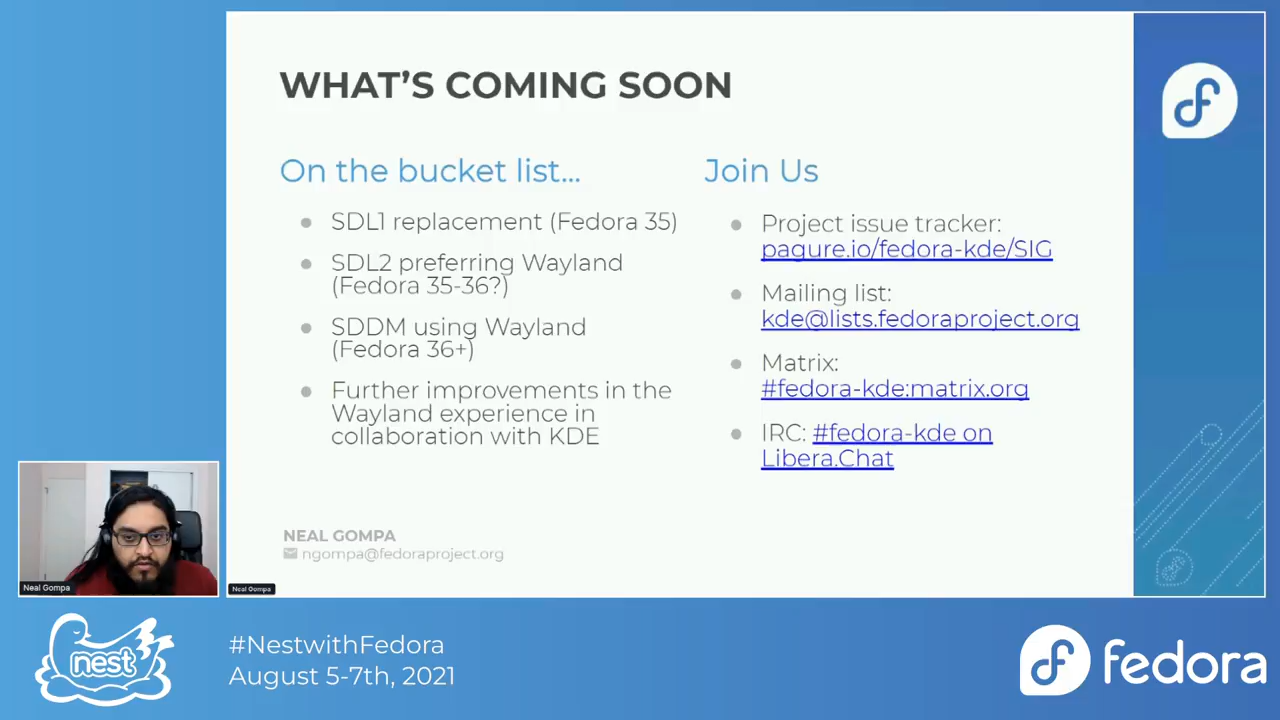 WHAT'S COMING SOON
On the bucket list...
SDL1 replacement (Fedora 35)
SDL2 preferring Wayland
(Fedora 35-36?)
SDDM using Wayland
(Fedora 36+)
Further improvements in the
Wayland experience in
collaboration with KDE
Join Us
Project issue tracker:
pagure.io/fedora-kde/SIG
Mailing list:
kde@lists.fedoraproject.org
Matrix:
#fedora-kde:matrix.org
IRC: #fedora-kde on
Libera.Chat
NEAL GOMPA
ngompa@fedoraproject.org
Neal Gompa
Neal Gompa
nest
#NestwithFedora
August 5-7th, 2021
fedora